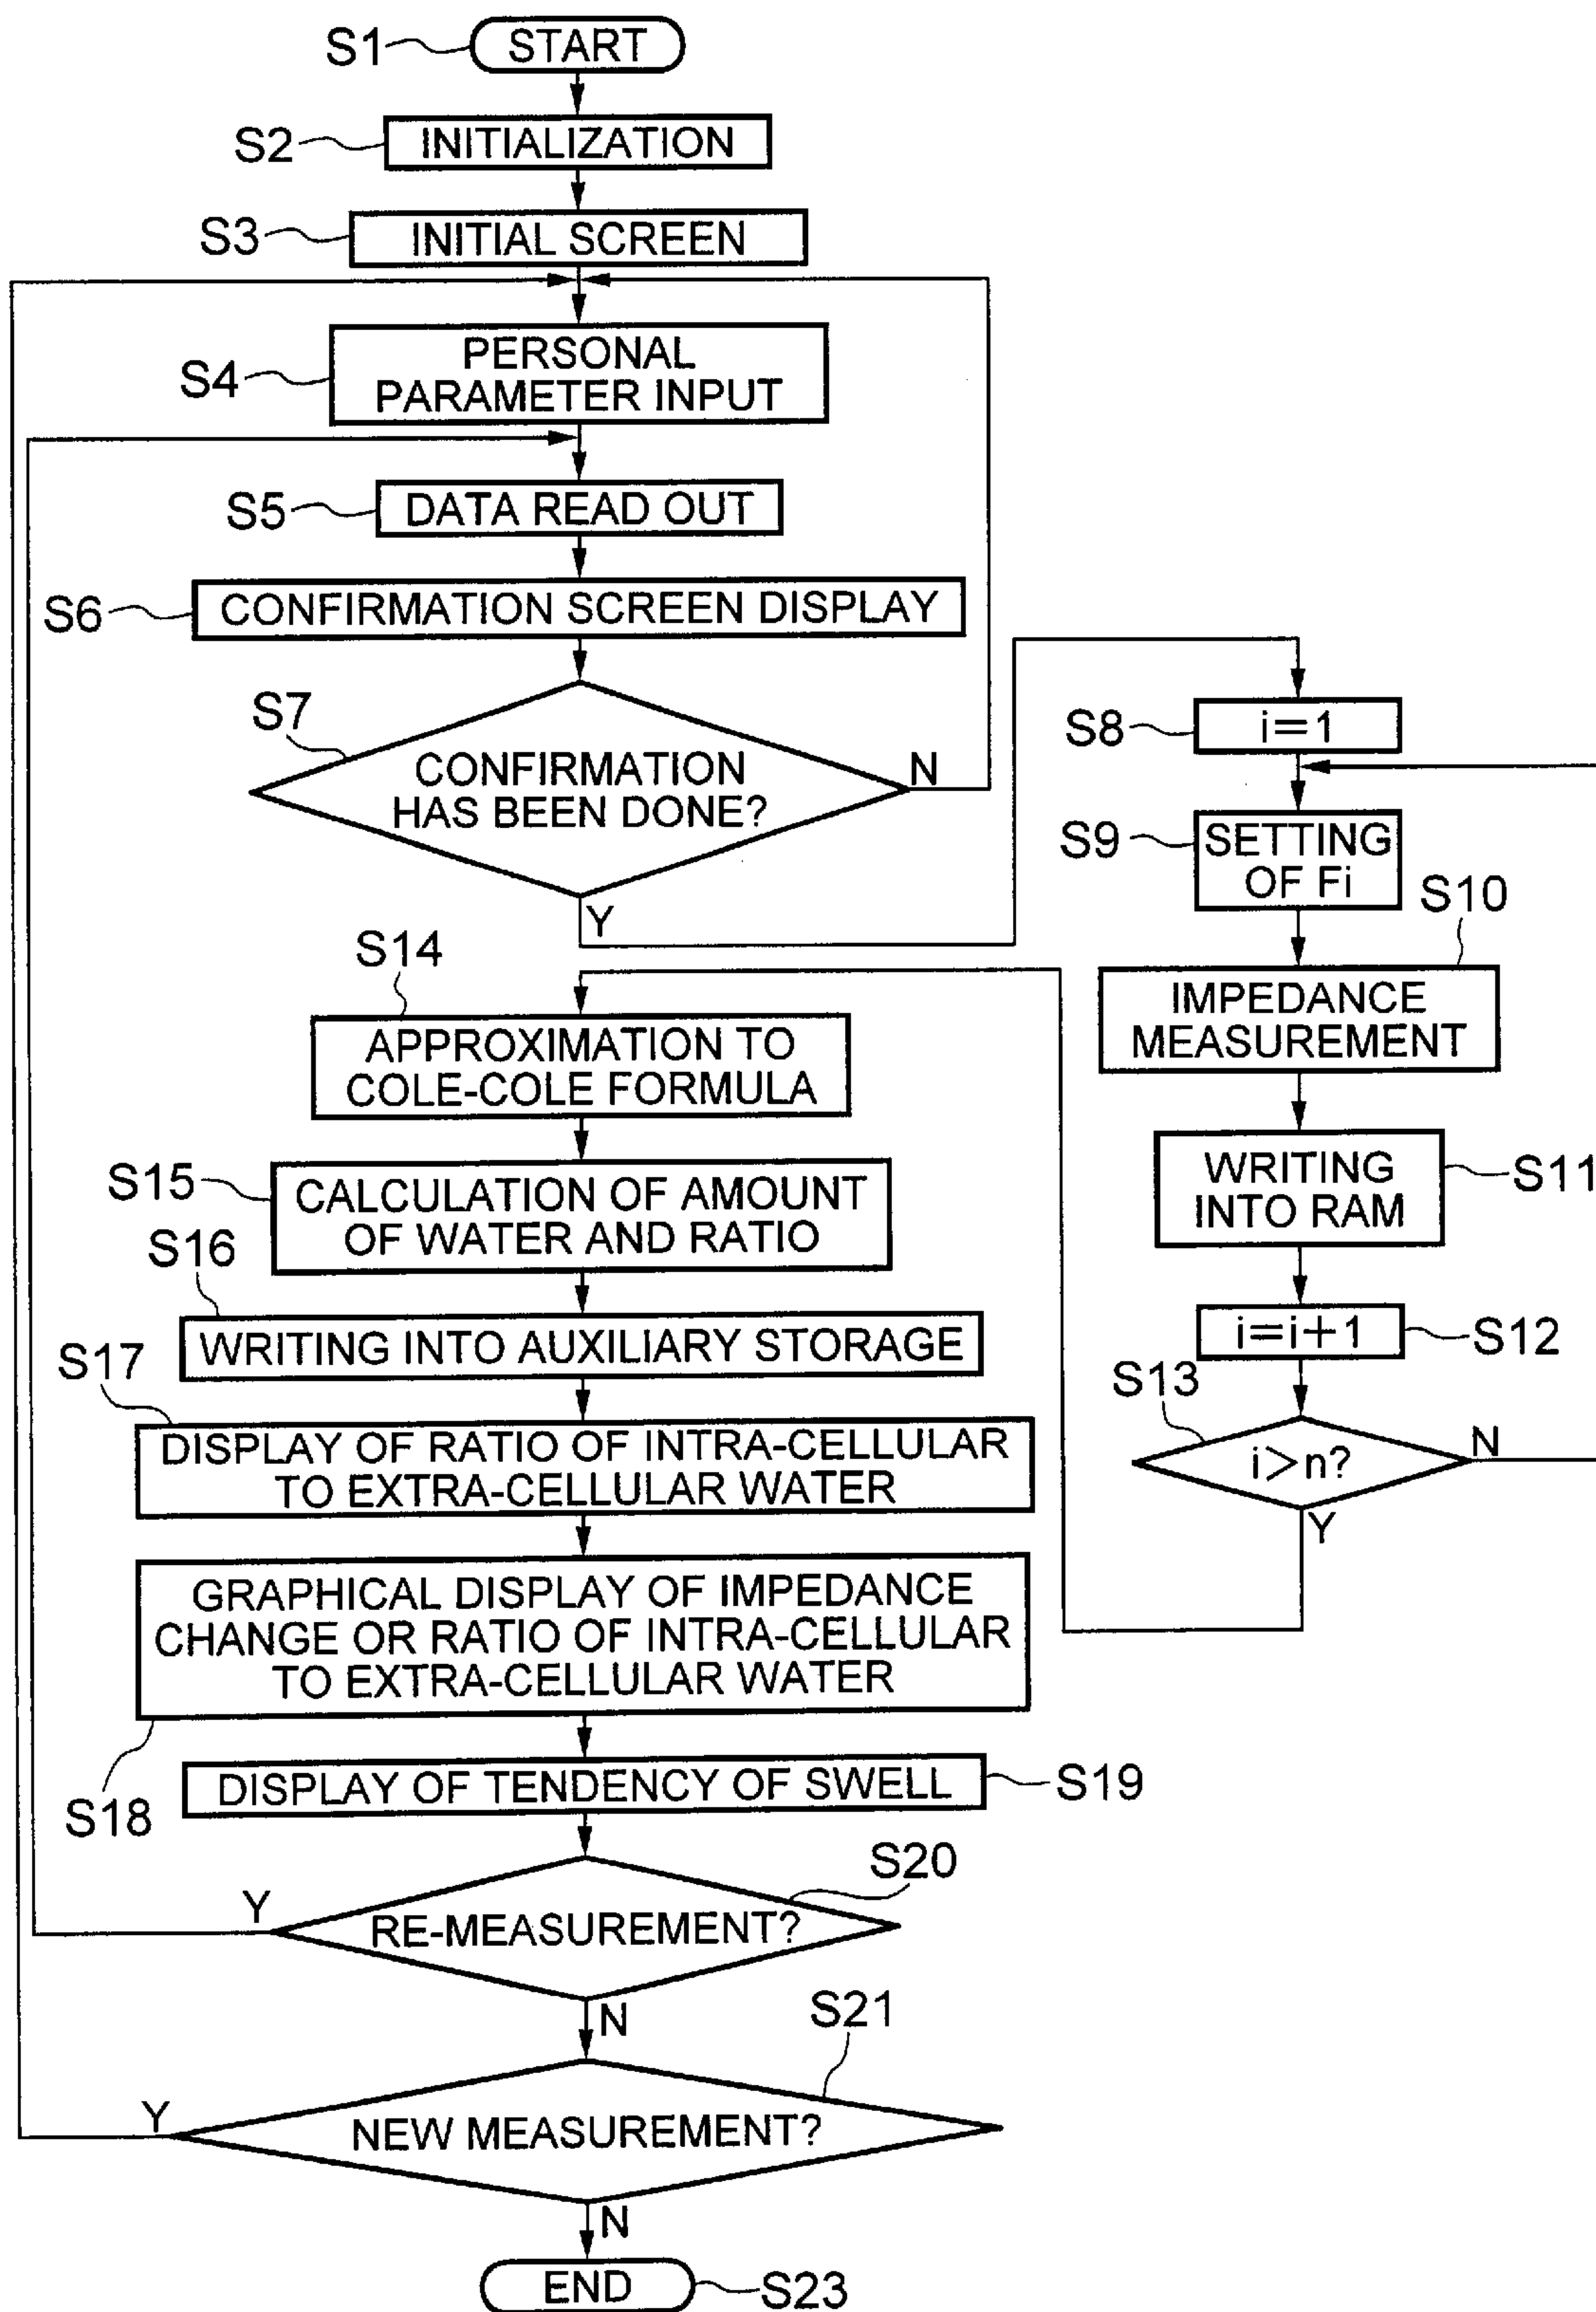 S1
START
S2
INITIALIZATION
S3
INITIAL SCREEN
S4
PERSONAL
PARAMETER INPUT
S5
DATA READ OUT
S6
CONFIRMATION SCREEN DISPLAY
S7
CONFIRMATION
HAS BEEN DONE?
N
Y
S8
i=1
S9
SETTING
OF Fi
S10
IMPEDANCE
MEASUREMENT
WRITING
INTO RAM
S11
i=i+1
S12
S13
i>n?
N
Y
S14
APPROXIMATION TO
COLE-COLE FORMULA
S15
CALCULATION OF AMOUNT
OF WATER AND RATIO
S16
WRITING INTO AUXILIARY STORAGE
S17
DISPLAY OF RATIO OF INTRA-CELLULAR
TO EXTRA-CELLULAR WATER
GRAPHICAL DISPLAY OF IMPEDANCE
CHANGE OR RATIO OF INTRA-CELLULAR
TO EXTRA-CELLULAR WATER
S18
DISPLAY OF TENDENCY OF SWELL
S19
S20
Y
RE-MEASUREMENT?
N
S21
Y
NEW MEASUREMENT?
N
END
S23